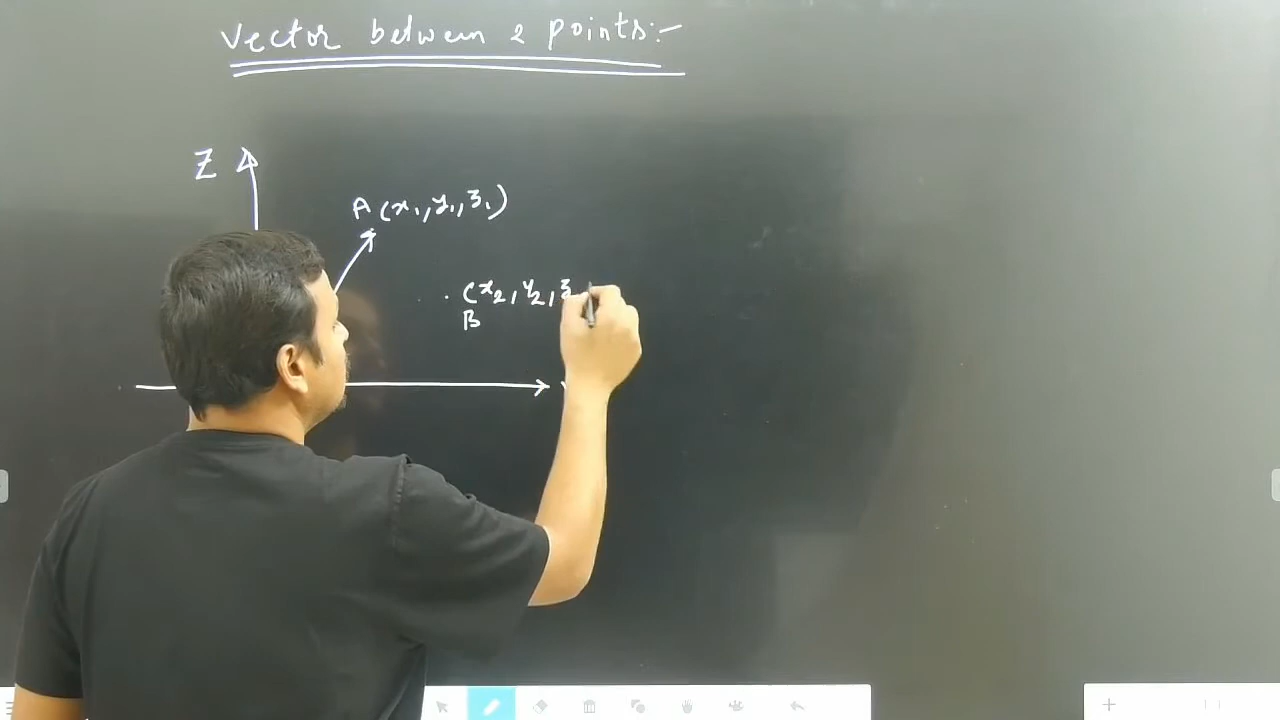 Vector between 2 points:-
Z
A (x₁, y₁, z₁)
(x₂, y₂, z
B